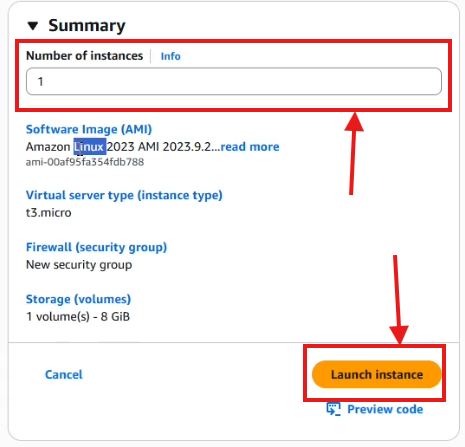 Summary
Number of instances | Info
1
Software Image (AMI)
Amazon Linux 2023 AMI 2023.9.2...read more
ami-00af95fa354fdb788
Virtual server type (instance type)
t3.micro
Firewall (security group)
New security group
Storage (volumes)
1 volume(s) - 8 GiB
Cancel
Launch instance
Preview code